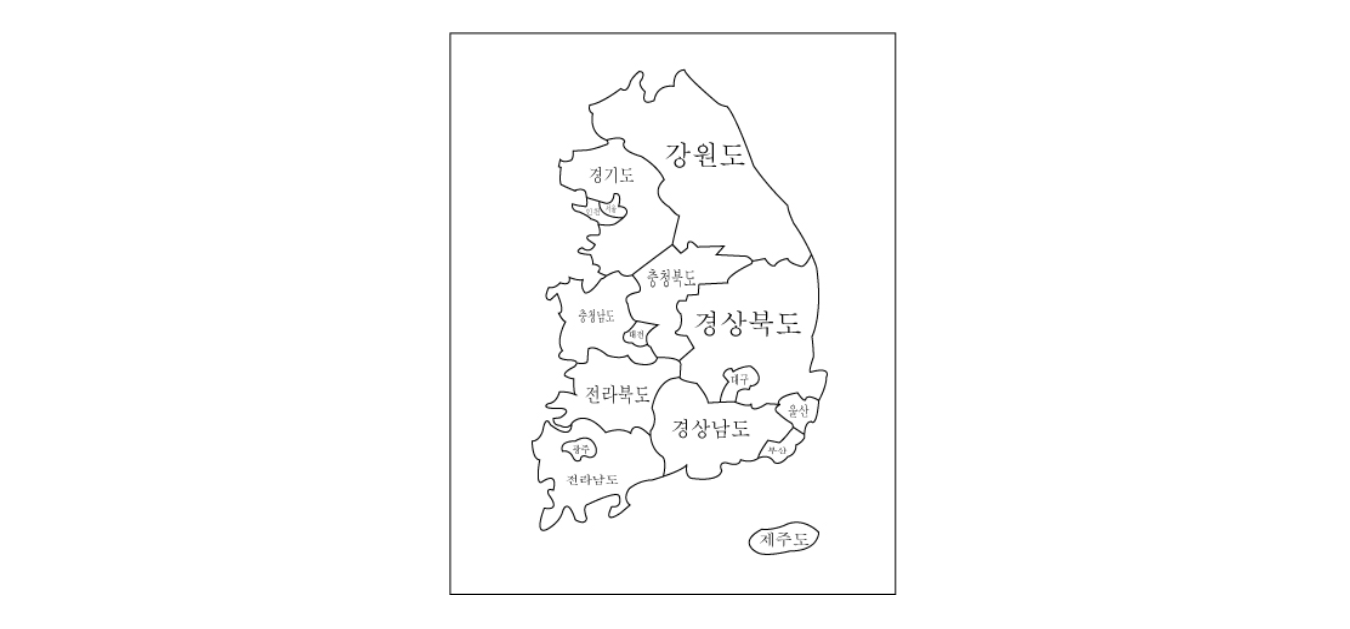 강원도
경기도
인천
서울
충청북도
충청남도
대전
경상북도
대구
전라북도
울산
경상남도
광주
부산
전라남도
제주도